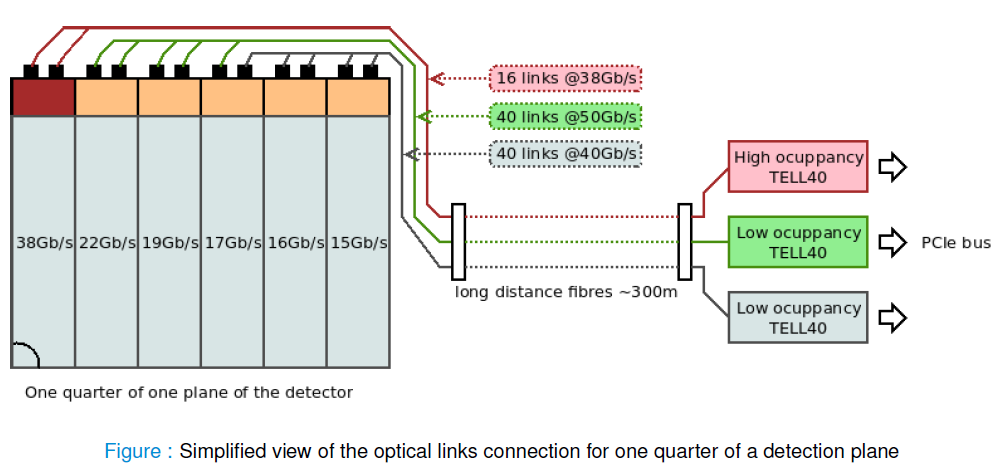 16 links @38Gb/s
40 links @50Gb/s
40 links @40Gb/s
High ocuppancy
TELL40
38Gb/s 22Gb/s 19Gb/s 17Gb/s 16Gb/s 15Gb/s
Low ocuppancy
TELL40
PCIe bus
long distance fibres ~300m
Low ocuppancy
TELL40
One quarter of one plane of the detector
Figure : Simplified view of the optical links connection for one quarter of a detection plane